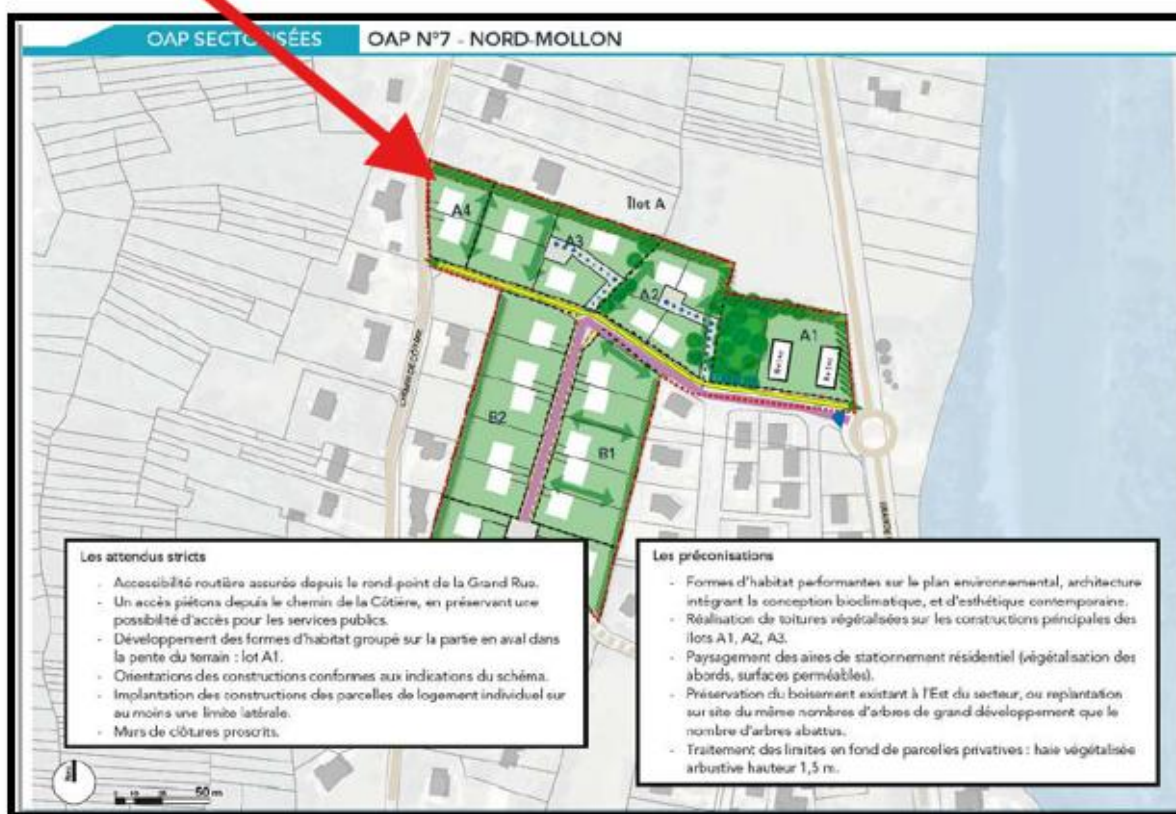 OAP SECTORISÉES
OAP N°7 - NORD-MOLLON
Îlot A
A4
A3
A2
A1
B2
B1
Les attendus stricts
- Accessibilité routière assurée depuis le rond-point de la Grand Rue.
- Un accès piétons depuis le chemin de la Côtière, en préservant une
possibilité d'accès pour les services publics.
- Développement des formes d'habitat groupé sur la partie en aval dans
la pente du terrain : lot A1.
- Orientations des constructions conformes aux indications du schéma.
- Implantation des constructions des parcelles de logement individuel sur
au moins une limite latérale.
- Murs de clôtures proscrits.
Les préconisations
- Formes d'habitat performantes sur le plan environnemental, architecture
intégrant la conception bioclimatique, et d'esthétique contemporaine.
- Réalisation de toitures végétalisées sur les constructions principales des
îlots A1, A2, A3.
- Paysagement des aires de stationnement résidentiel (végétalisation des
abords, surfaces perméables).
- Préservation du boisement existant à l'Est du secteur, ou replantation
sur site du même nombres d'arbres de grand développement que le
nombre d'arbres abattus.
- Traitement des limites en fond de parcelles privatives : haie végétalisée
arbustive hauteur 1,5 m.
50 m